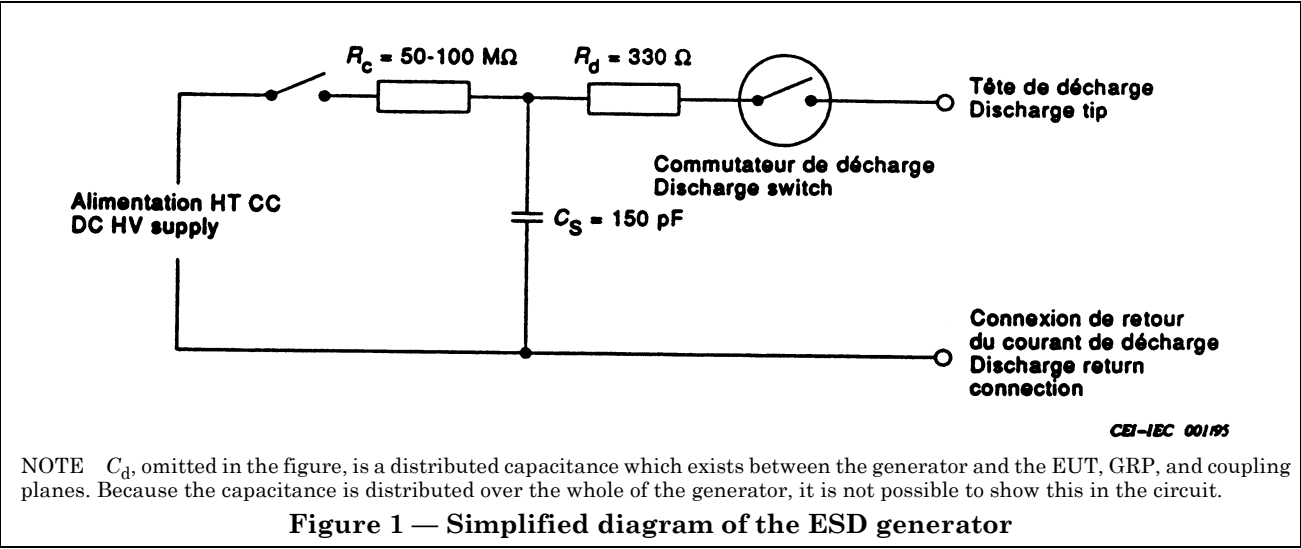 Rc = 50-100 MΩ
Rd = 330 Ω
Tête de décharge
Discharge tip
Commutateur de décharge
Discharge switch
Alimentation HT CC
DC HV supply
CS = 150 pF
Connexion de retour
du courant de décharge
Discharge return
connection
CEI-IEC 001/95
NOTE Cd, omitted in the figure, is a distributed capacitance which exists between the generator and the EUT, GRP, and coupling
planes. Because the capacitance is distributed over the whole of the generator, it is not possible to show this in the circuit.
Figure 1 — Simplified diagram of the ESD generator